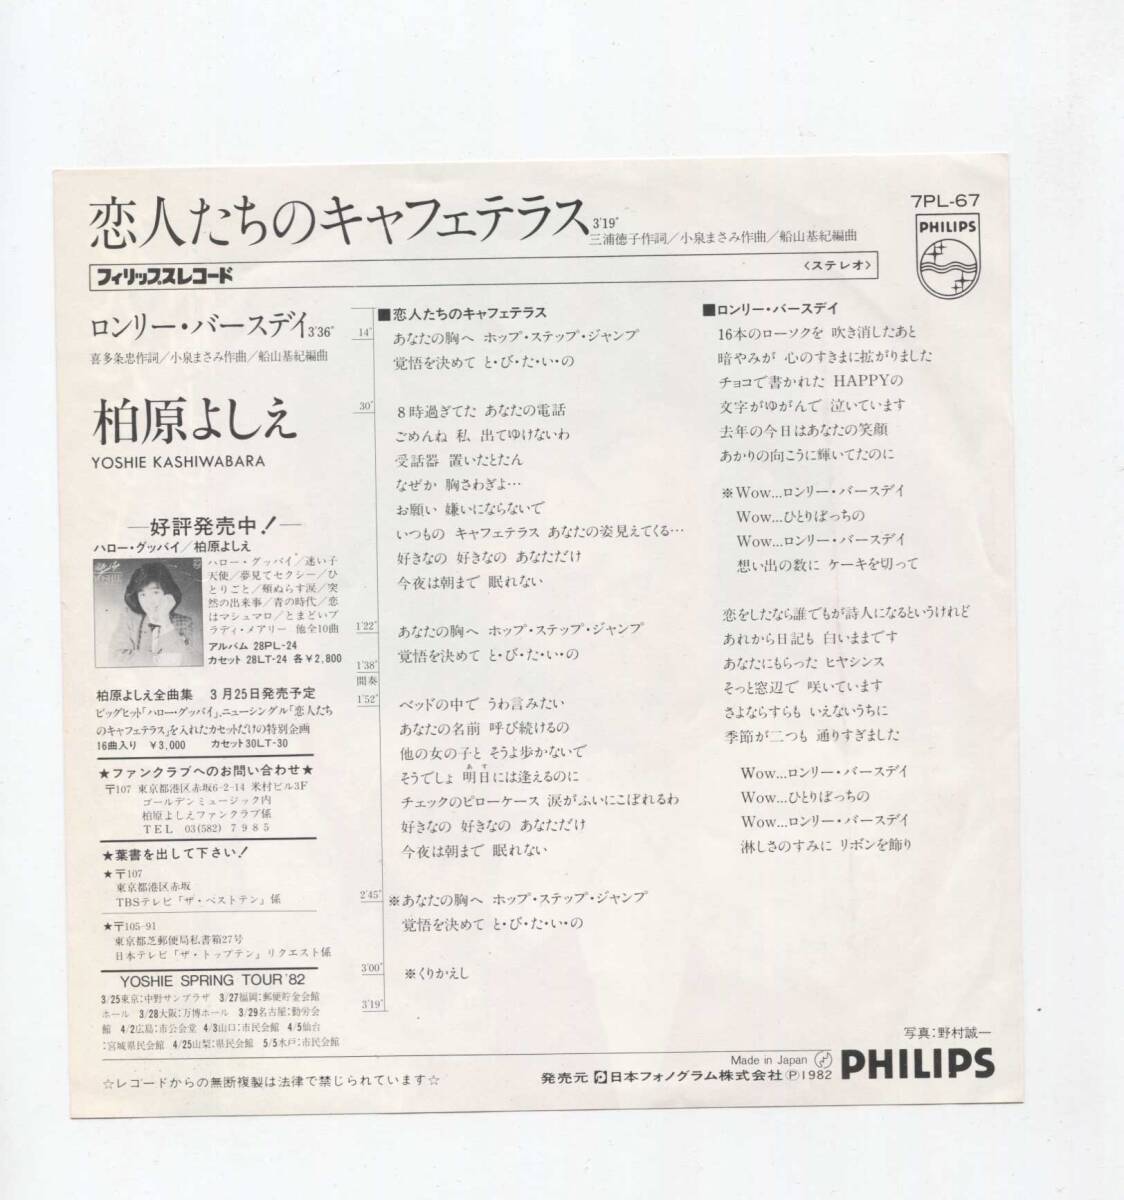 恋人たちのキャフェテラス 3'19"
三浦徳子作詞／小泉まさみ作曲／船山基紀編曲
7PL-67
PHILIPS
フィリップスレコード
〈ステレオ〉
ロンリー・バースデイ 3'36"
喜多条忠作詞／小泉まさみ作曲／船山基紀編曲
柏原よしえ
YOSHIE KASHIWABARA
—好評発売中！—
ハロー・グッバイ／柏原よしえ
ハロー・グッバイ／迷い子
天使／夢見てセクシー／ひ
とりごと／頬ぬらす涙／突
然の出来事／青の時代／恋
はマシュマロ／とまどいブ
ラディ・メアリー 他全10曲
アルバム 28PL-24
カセット 28LT-24 各￥2,800
柏原よしえ全曲集 3月25日発売予定
ビッグヒット「ハロー・グッバイ」、ニューシングル「恋人たち
のキャフェテラス」を入れたカセットだけの特別企画
16曲入り ￥3,000 カセット30LT-30
★ファンクラブへのお問い合わせ★
〒107 東京都港区赤坂6-2-14 米村ビル3F
ゴールデンミュージック内
柏原よしえファンクラブ係
TEL 03(582)7985
★葉書を出して下さい！
★〒107
東京都港区赤坂
TBSテレビ「ザ・ベストテン」係
★〒105-91
東京都芝郵便局私書箱27号
日本テレビ「ザ・トップテン」リクエスト係
YOSHIE SPRING TOUR '82
3/25東京：中野サンプラザ 3/27福岡：郵便貯金会館
ホール 3/28大阪：万博ホール 3/29名古屋：勤労会
館 4/2広島：市公会堂 4/3山口：市民会館 4/5仙台
：宮城県民会館 4/25山梨：県民会館 5/5水戸：市民会館
☆レコードからの無断複製は法律で禁じられています☆
■恋人たちのキャフェテラス
14" あなたの胸へ ホップ・ステップ・ジャンプ
覚悟を決めて と・び・た・い・の
30" 8時過ぎてた あなたの電話
ごめんね 私 出てゆけないわ
受話器 置いたとたん
なぜか 胸さわぎよ…
お願い 嫌いにならないで
いつもの キャフェテラス あなたの姿見えてくる…
好きなの 好きなの あなただけ
今夜は朝まで 眠れない
1'22" あなたの胸へ ホップ・ステップ・ジャンプ
覚悟を決めて と・び・た・い・の
1'38"
間奏
1'52" ベッドの中で うわ言みたい
あなたの名前 呼び続けるの
他の女の子と そうよ歩かないで
そうでしょ 明日には逢えるのに
あす
チェックのピローケース 涙がふいにこぼれるわ
好きなの 好きなの あなただけ
今夜は朝まで 眠れない
2'45" ※あなたの胸へ ホップ・ステップ・ジャンプ
覚悟を決めて と・び・た・い・の
3'00" ※くりかえし
3'19"
■ロンリー・バースデイ
16本のローソクを 吹き消したあと
暗やみが 心のすきまに拡がりました
チョコで書かれた HAPPYの
文字がゆがんで 泣いています
去年の今日はあなたの笑顔
あかりの向こうに輝いてたのに
※Wow...ロンリー・バースデイ
Wow...ひとりぼっちの
Wow...ロンリー・バースデイ
想い出の数に ケーキを切って
恋をしたなら誰でもが詩人になるというけれど
あれから日記も 白いままです
あなたにもらった ヒヤシンス
そっと窓辺で 咲いています
さよならすらも いえないうちに
季節が二つも 通りすぎました
Wow...ロンリー・バースデイ
Wow...ひとりぼっちの
Wow...ロンリー・バースデイ
淋しさのすみに リボンを飾り
写真：野村誠一
Made in Japan
発売元 日本フォノグラム株式会社 ℗1982
PHILIPS